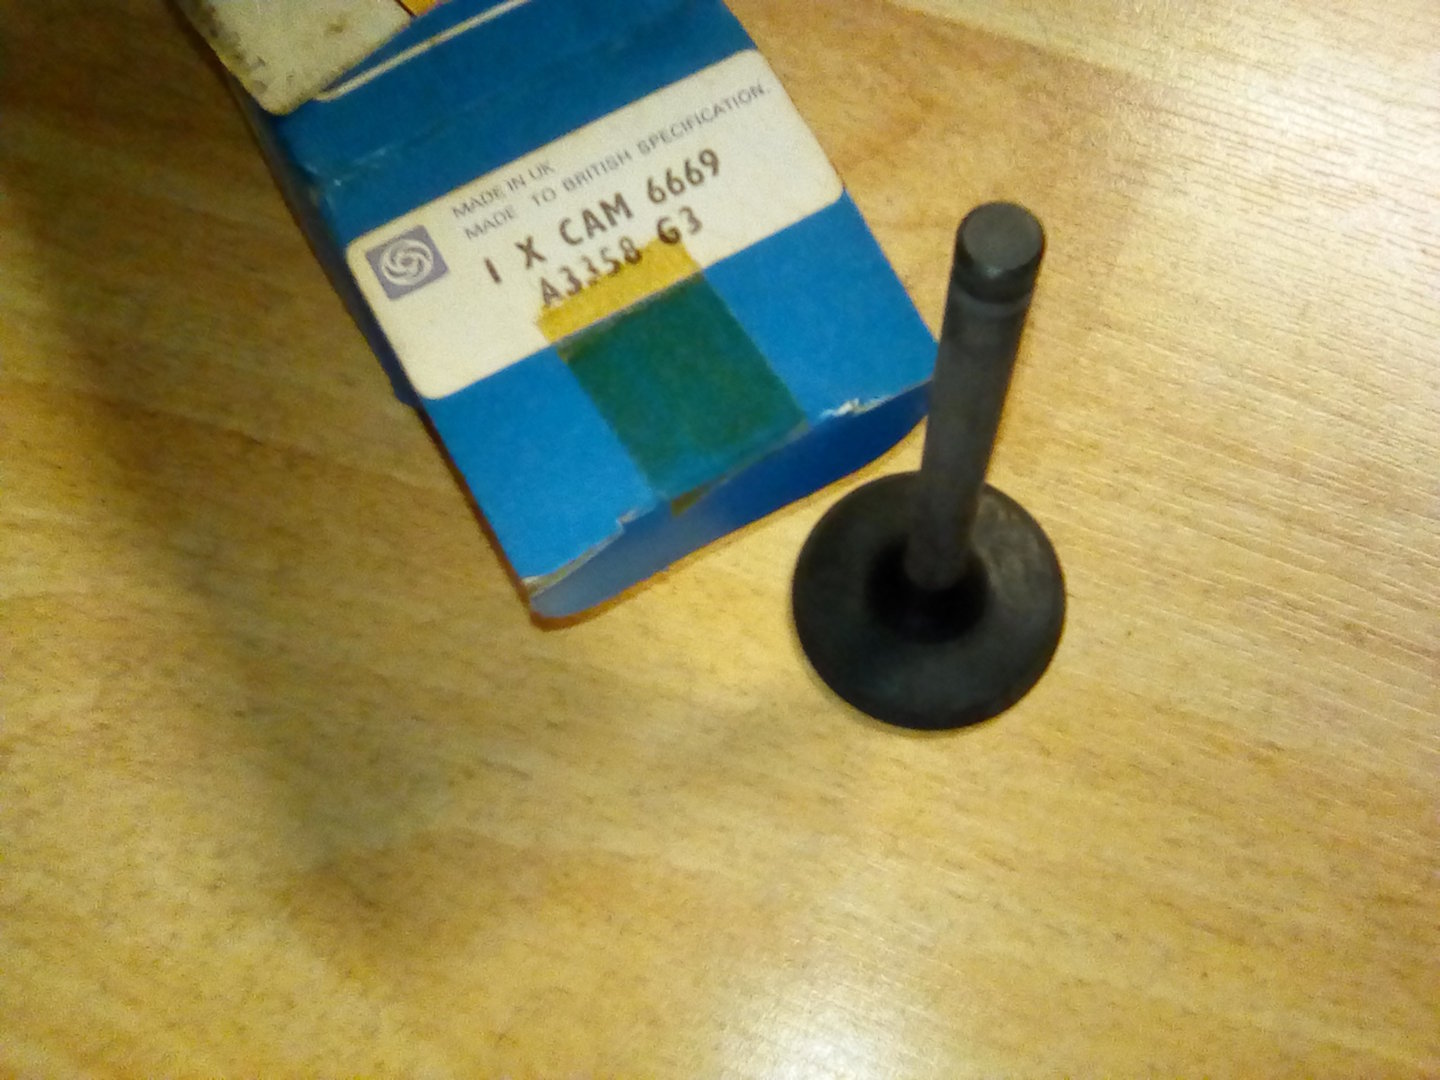 MADE IN UK
MADE TO BRITISH SPECIFICATION.
1 X CAM 6669
A3358 G3